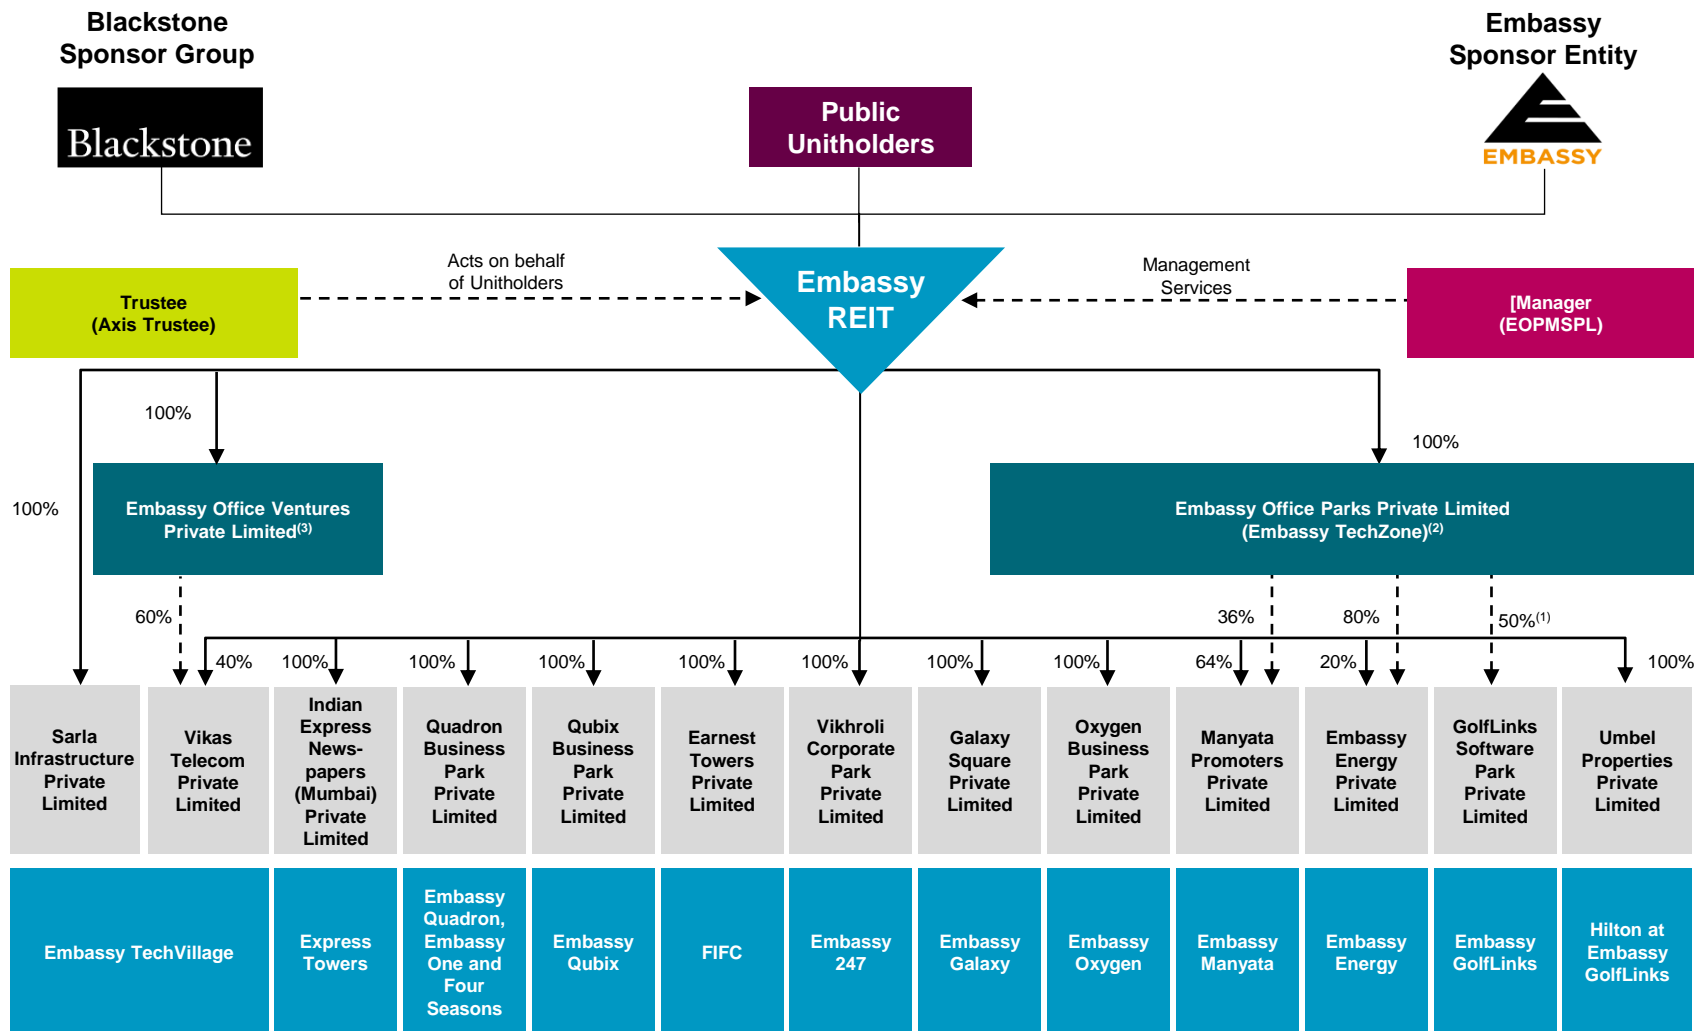 Blackstone
Sponsor Group
Blackstone
Public
Unitholders
Embassy
Sponsor Entity
EMBASSY
Trustee
(Axis Trustee)
Acts on behalf
of Unitholders
Embassy
REIT
Management
Services
[Manager
(EOPMSPL)
100%
100%
100%
Embassy Office Ventures
Private Limited(3)
Embassy Office Parks Private Limited
(Embassy TechZone)(2)
60%
36%
80%
50%(1)
40%
100%
100%
100%
100%
100%
100%
100%
64%
20%
100%
Sarla
Infrastructure
Private
Limited
Vikas
Telecom
Private
Limited
Indian
Express
News-
papers
(Mumbai)
Private
Limited
Quadron
Business
Park
Private
Limited
Qubix
Business
Park
Private
Limited
Earnest
Towers
Private
Limited
Vikhroli
Corporate
Park
Private
Limited
Galaxy
Square
Private
Limited
Oxygen
Business
Park
Private
Limited
Manyata
Promoters
Private
Limited
Embassy
Energy
Private
Limited
GolfLinks
Software
Park
Private
Limited
Umbel
Properties
Private
Limited
Embassy TechVillage
Express
Towers
Embassy
Quadron,
Embassy
One and
Four
Seasons
Embassy
Qubix
FIFC
Embassy
247
Embassy
Galaxy
Embassy
Oxygen
Embassy
Manyata
Embassy
Energy
Embassy
GolfLinks
Hilton at
Embassy
GolfLinks